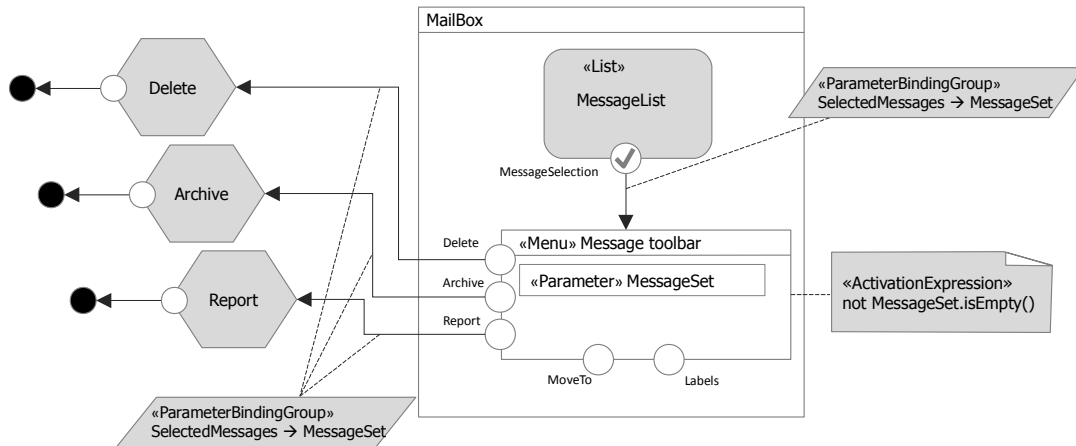 MailBox
«List»
MessageList
MessageSelection
«ParameterBindingGroup»
SelectedMessages → MessageSet
Delete
Archive
Report
Delete
Archive
Report
«Menu» Message toolbar
«Parameter» MessageSet
MoveTo
Labels
«ActivationExpression»
not MessageSet.isEmpty()
«ParameterBindingGroup»
SelectedMessages → MessageSet